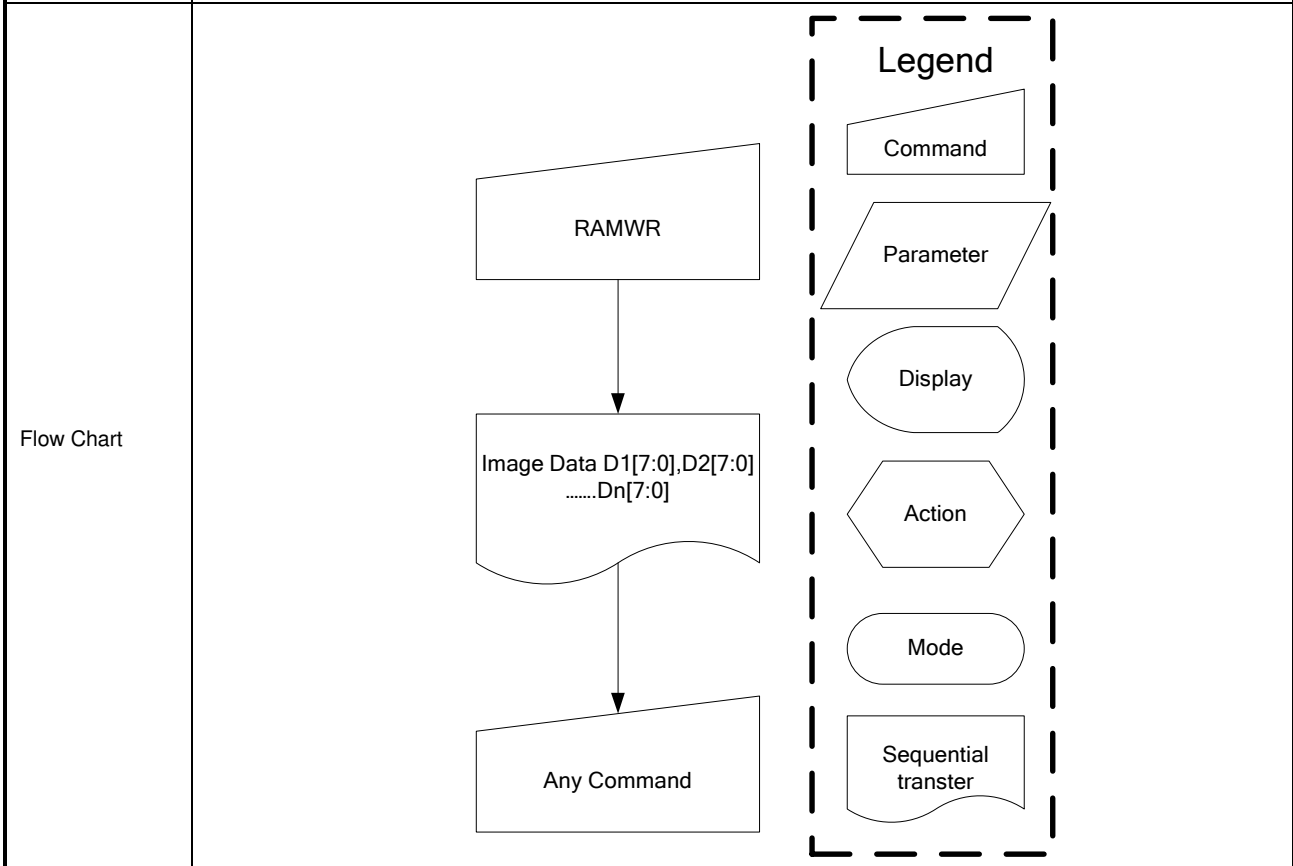 Flow Chart
RAMWR
Image Data D1[7:0],D2[7:0]
.......Dn[7:0]
Any Command
Legend
Command
Parameter
Display
Action
Mode
Sequential
transter